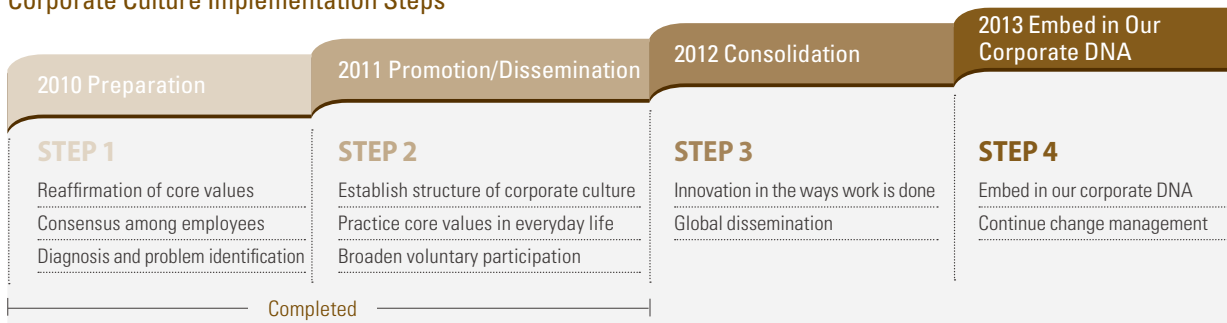 Corporate Culture Implementation Steps
2010 Preparation
2011 Promotion/Dissemination
2012 Consolidation
2013 Embed in Our
Corporate DNA
STEP 1
Reaffirmation of core values
Consensus among employees
Diagnosis and problem identification
STEP 2
Establish structure of corporate culture
Practice core values in everyday life
Broaden voluntary participation
STEP 3
Innovation in the ways work is done
Global dissemination
STEP 4
Embed in our corporate DNA
Continue change management
Completed